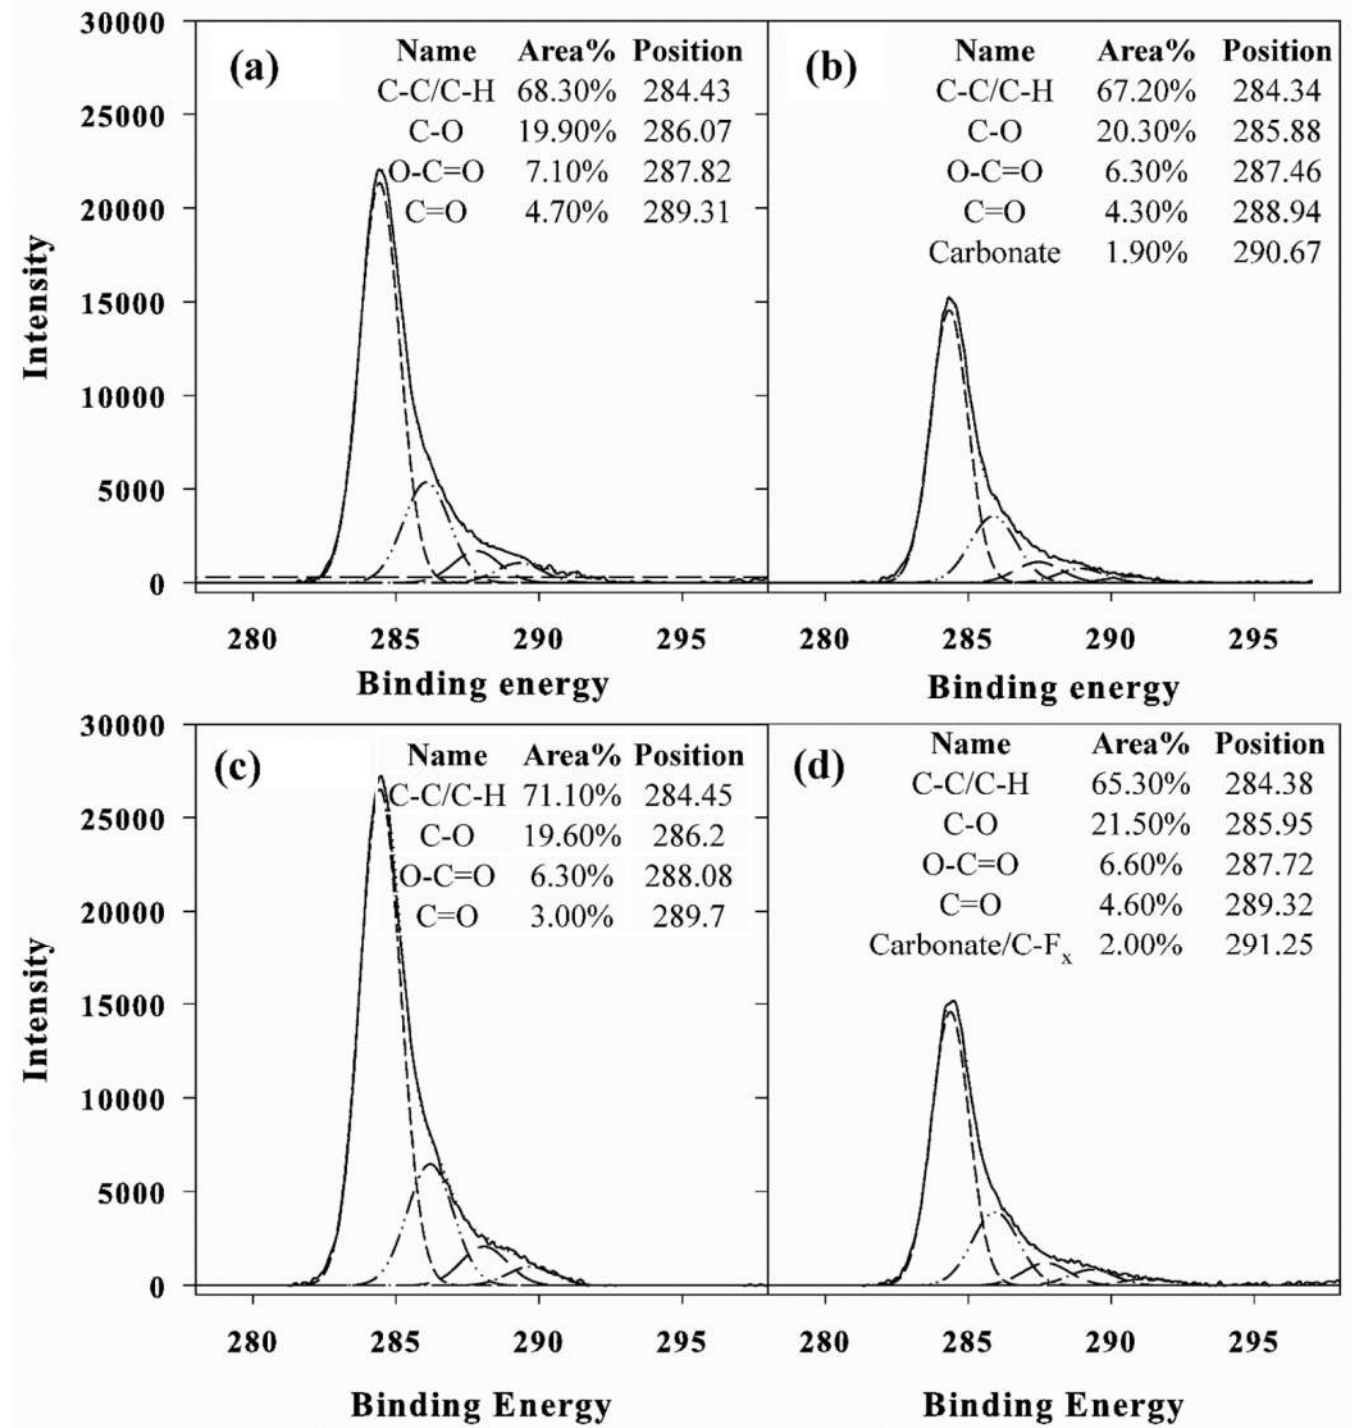 (a)
Name Area% Position
C-C/C-H 68.30% 284.43
C-O 19.90% 286.07
O-C=O 7.10% 287.82
C=O 4.70% 289.31
30000
25000
20000
15000
10000
5000
0
Intensity
280 285 290 295
Binding energy
(b)
Name Area% Position
C-C/C-H 67.20% 284.34
C-O 20.30% 285.88
O-C=O 6.30% 287.46
C=O 4.30% 288.94
Carbonate 1.90% 290.67
280 285 290 295
Binding energy
(c)
Name Area% Position
C-C/C-H 71.10% 284.45
C-O 19.60% 286.2
O-C=O 6.30% 288.08
C=O 3.00% 289.7
30000
25000
20000
15000
10000
5000
0
Intensity
280 285 290 295
Binding Energy
(d)
Name Area% Position
C-C/C-H 65.30% 284.38
C-O 21.50% 285.95
O-C=O 6.60% 287.72
C=O 4.60% 289.32
Carbonate/C-Fx 2.00% 291.25
280 285 290 295
Binding Energy